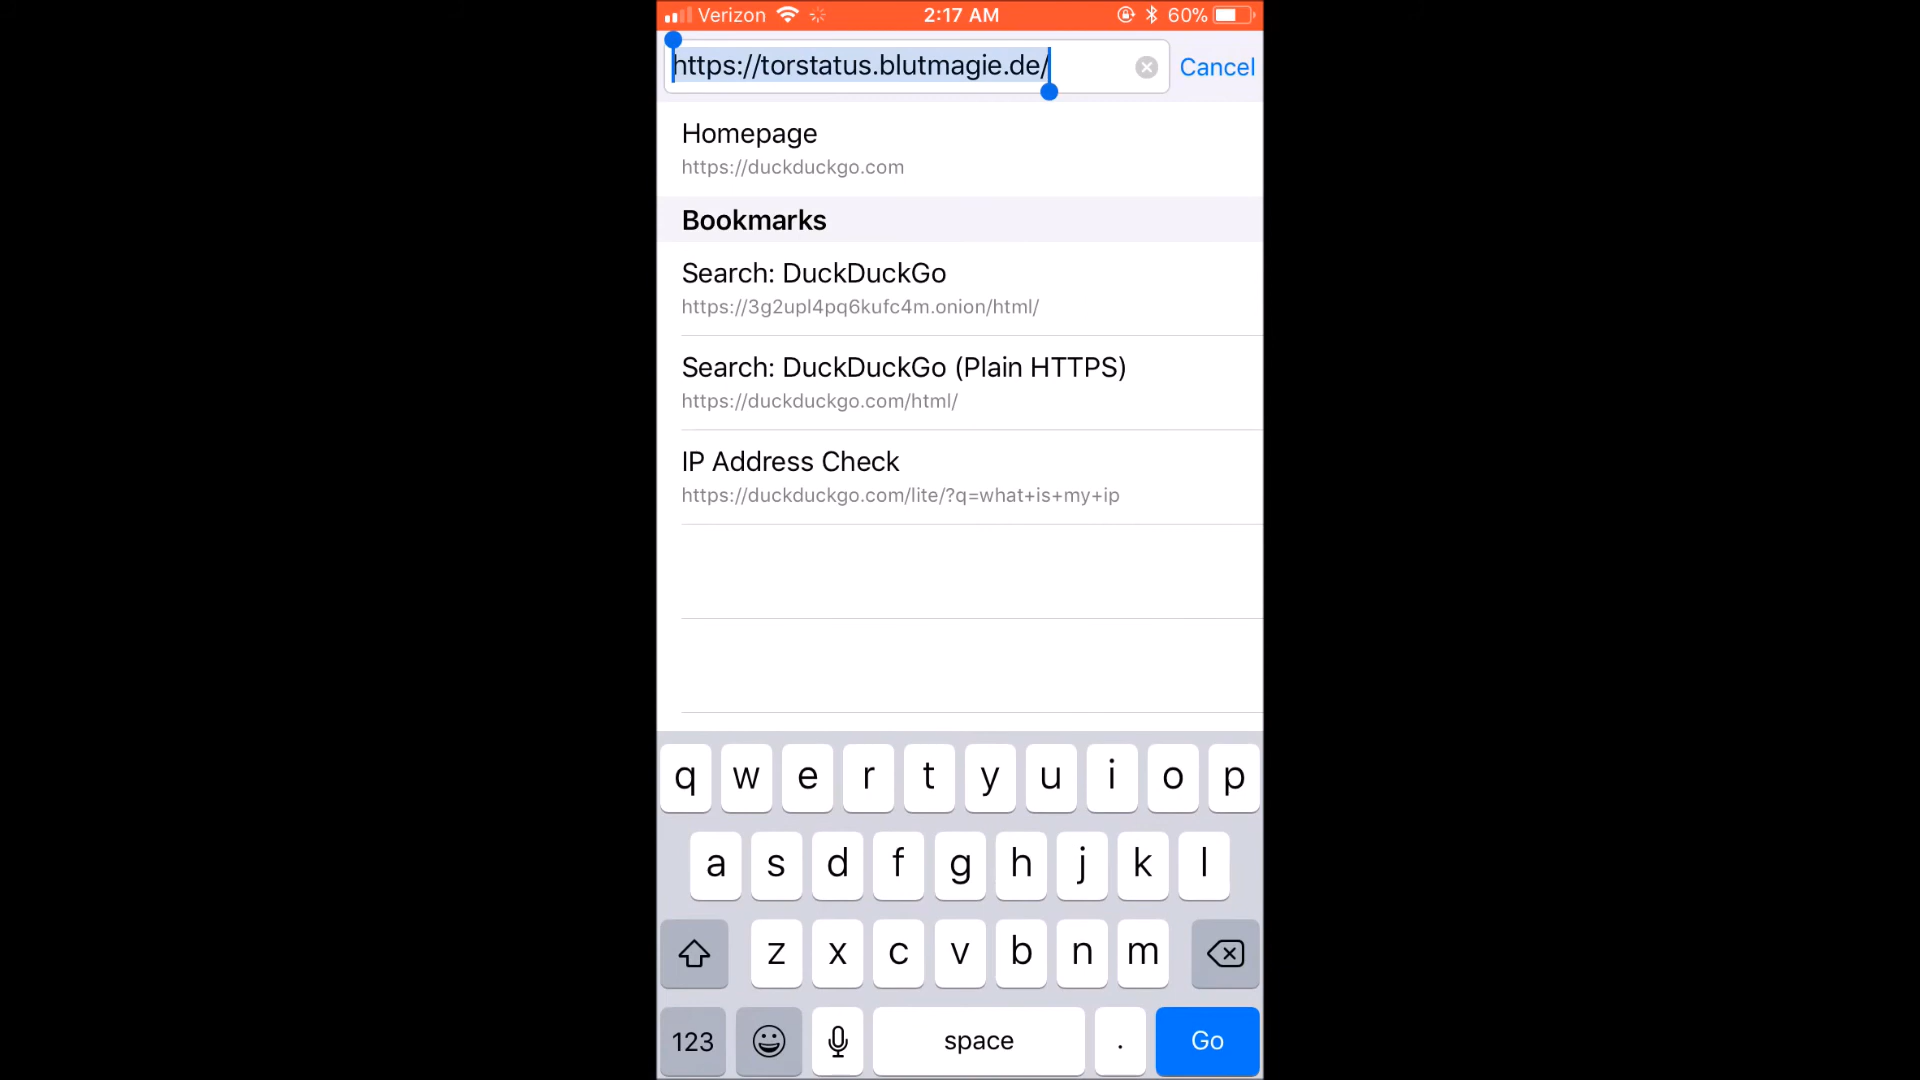 Verizon 2:17 AM 60%
https://torstatus.blutmagie.de/ Cancel
Homepage
https://duckduckgo.com
Bookmarks
Search: DuckDuckGo
https://3g2upl4pq6kufc4m.onion/html/
Search: DuckDuckGo (Plain HTTPS)
https://duckduckgo.com/html/
IP Address Check
https://duckduckgo.com/lite/?q=what+is+my+ip
q w e r t y u i o p
a s d f g h j k l
z x c v b n m
123 space . Go